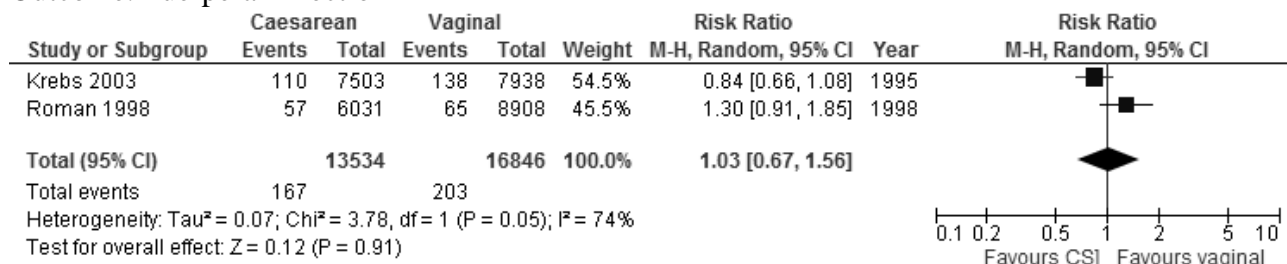 Caesarean Vaginal Risk Ratio Risk Ratio
Study or Subgroup Events Total Events Total Weight M-H, Random, 95% CI Year M-H, Random, 95% CI
Krebs 2003 110 7503 138 7938 54.5% 0.84 [0.66, 1.08] 1995
Roman 1998 57 6031 65 8908 45.5% 1.30 [0.91, 1.85] 1998
Total (95% CI) 13534 16846 100.0% 1.03 [0.67, 1.56]
Total events 167 203
Heterogeneity: Tau² = 0.07; Chi² = 3.78, df = 1 (P = 0.05); I² = 74%
Test for overall effect: Z = 0.12 (P = 0.91)
0.1 0.2 0.5 1 2 5 10
Favours CS] Favours vaginal